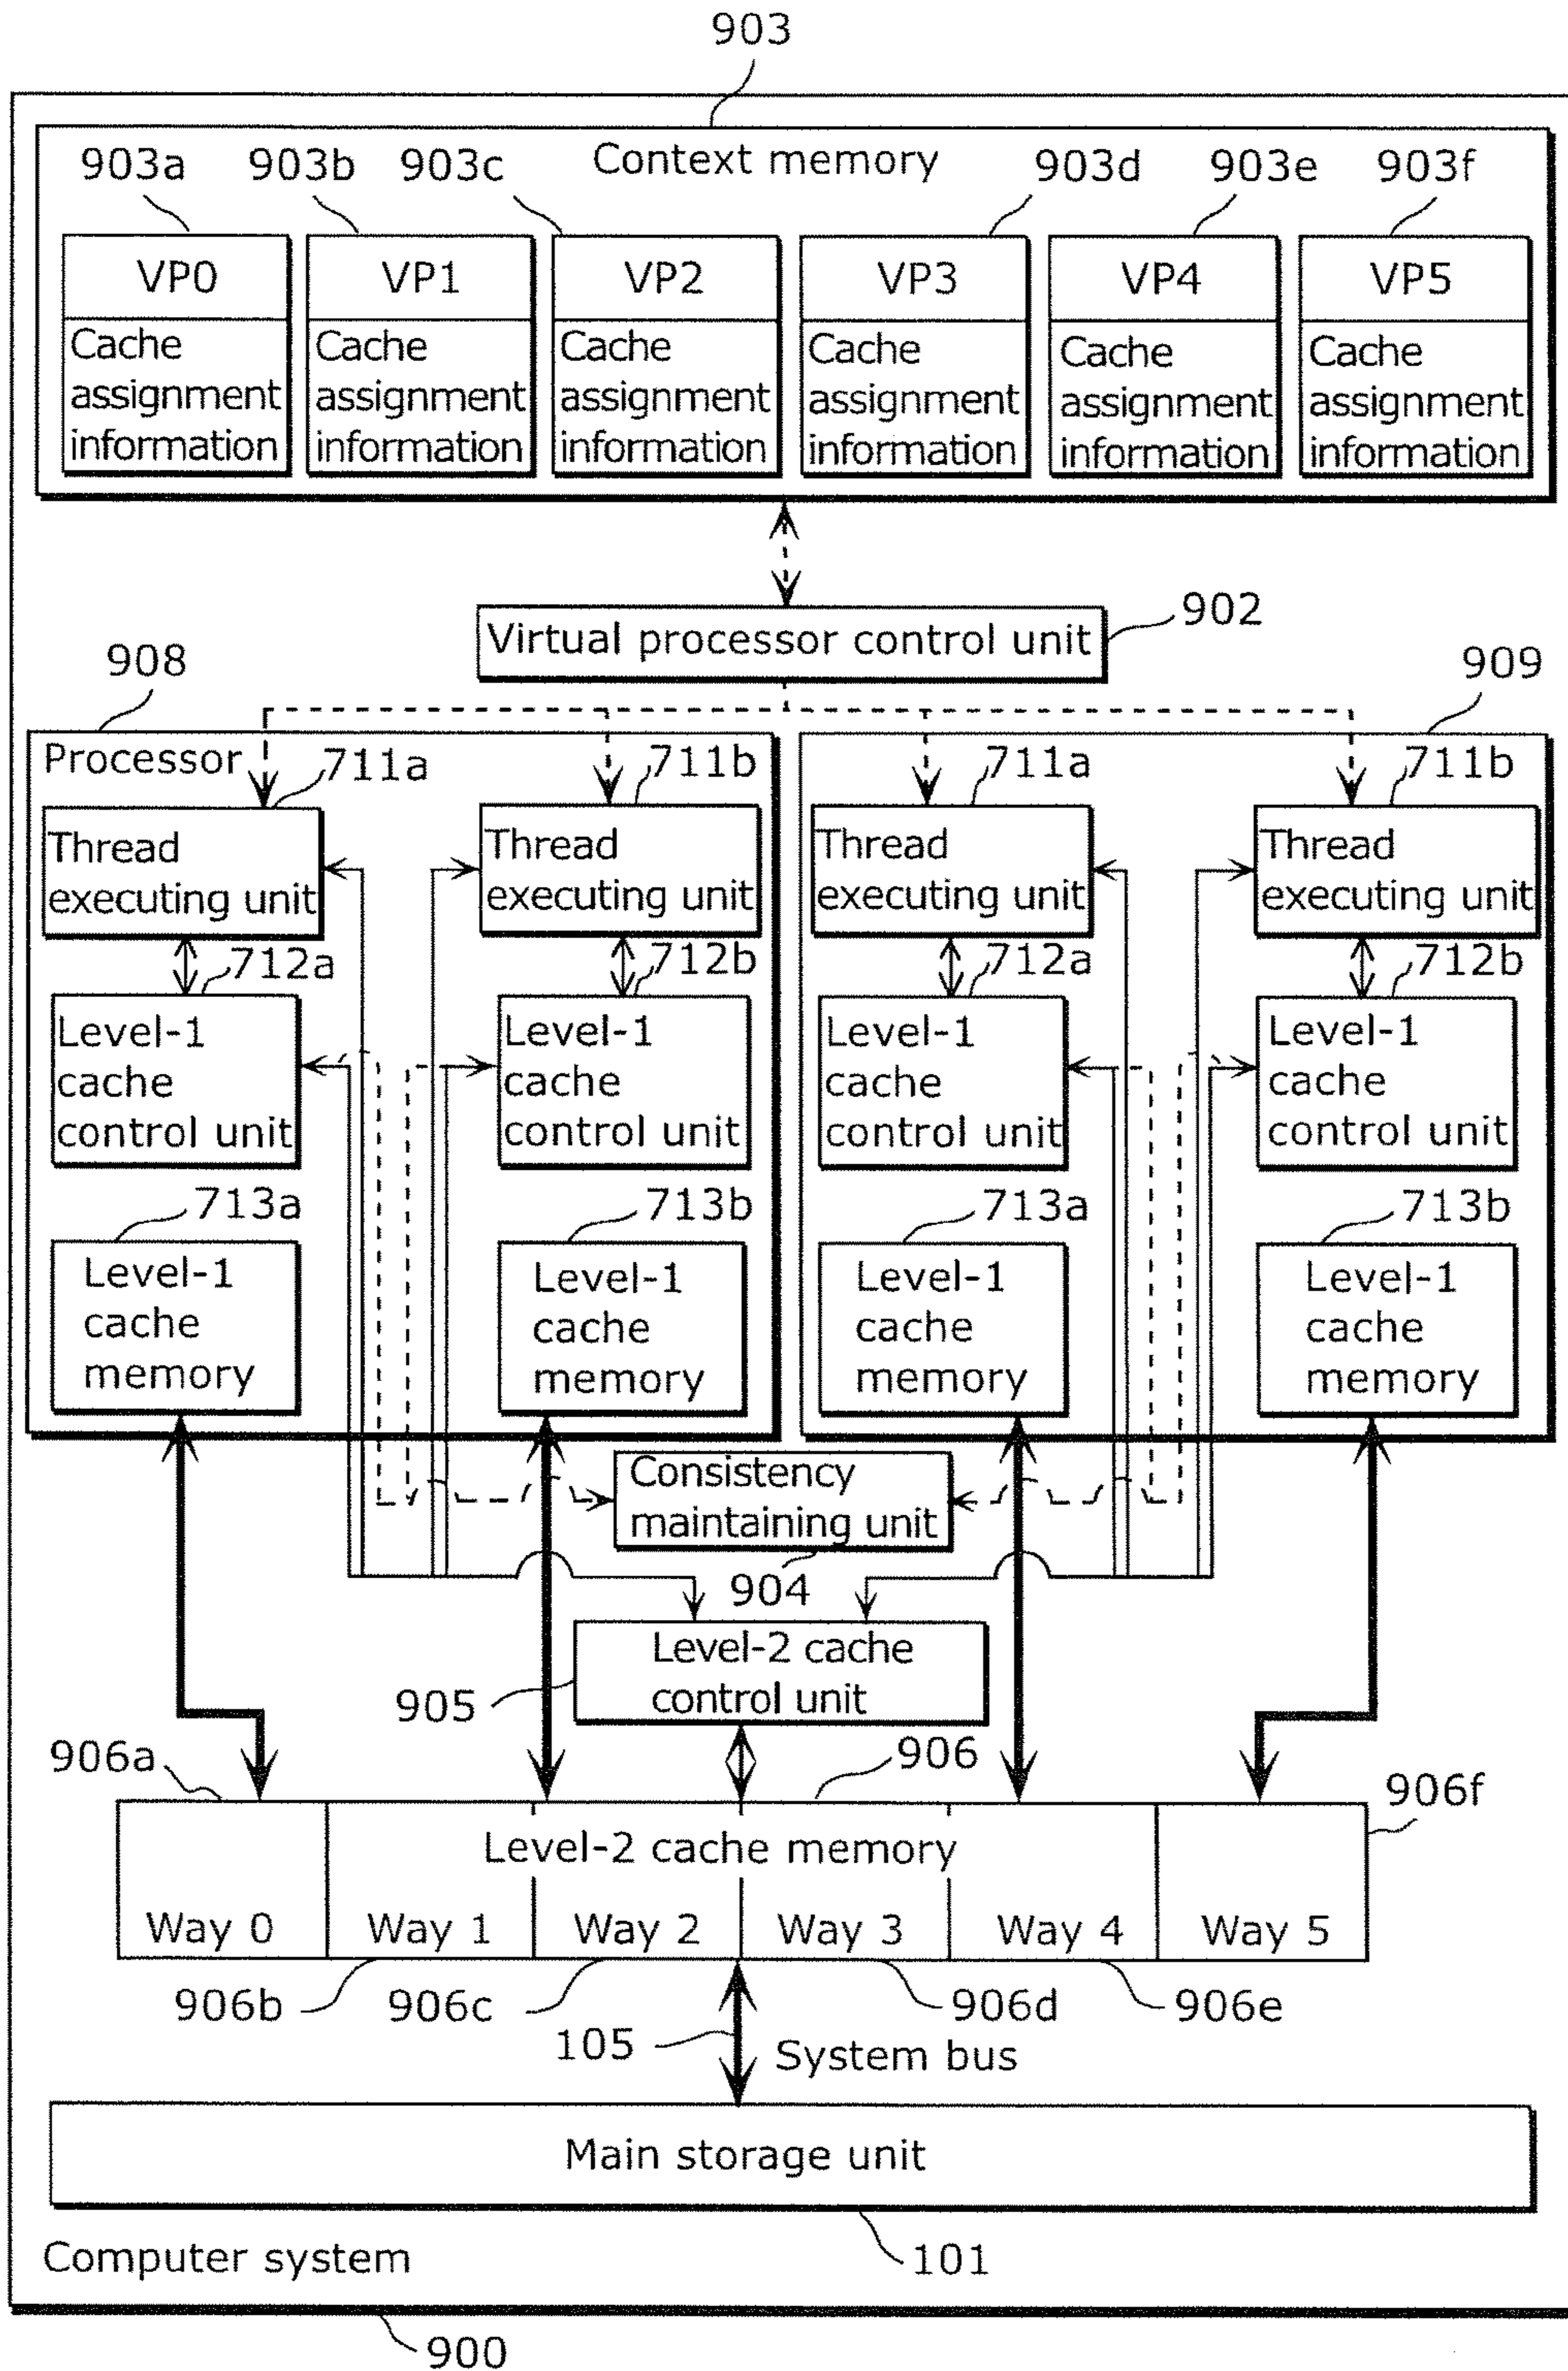 903
903a 903b 903c Context memory 903d 903e 903f
VP0 VP1 VP2 VP3 VP4 VP5
Cache Cache Cache Cache Cache Cache
assignment assignment assignment assignment assignment assignment
information information information information information information
Virtual processor control unit 902
908 909
Processor 711a 711b 711a 711b
Thread Thread Thread Thread
executing unit executing unit executing unit executing unit
712a 712b 712a 712b
Level-1 Level-1 Level-1 Level-1
cache cache cache cache
control unit control unit control unit control unit
713a 713b 713a 713b
Level-1 Level-1 Level-1 Level-1
cache cache cache cache
memory memory memory memory
Consistency
maintaining unit
904
Level-2 cache
control unit
905
906a 906 906f
Level-2 cache memory
Way 0 Way 1 Way 2 Way 3 Way 4 Way 5
906b 906c 906d 906e
105 System bus
Main storage unit
Computer system 101
900